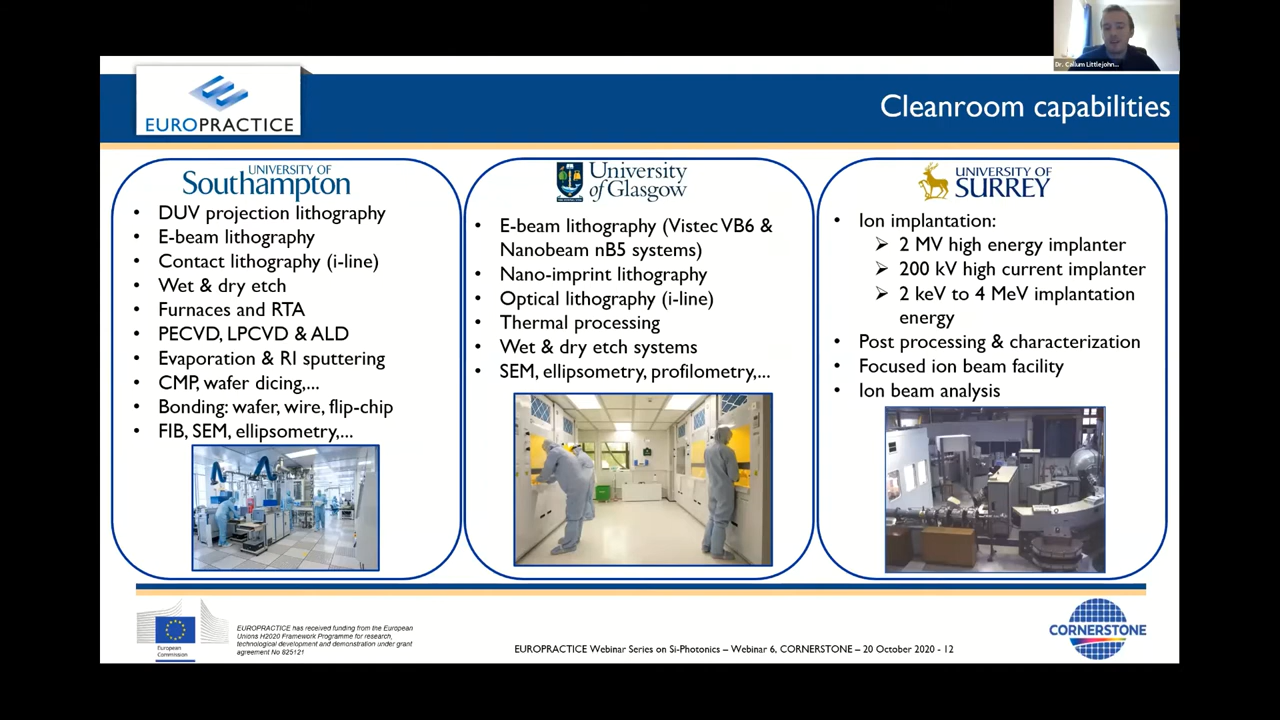 Dr. Callum Littlejohn...
EUROPRACTICE
Cleanroom capabilities
UNIVERSITY OF
Southampton
• DUV projection lithography
• E-beam lithography
• Contact lithography (i-line)
• Wet & dry etch
• Furnaces and RTA
• PECVD, LPCVD & ALD
• Evaporation & RI sputtering
• CMP, wafer dicing,...
• Bonding: wafer, wire, flip-chip
• FIB, SEM, ellipsometry,...
University
of Glasgow
• E-beam lithography (Vistec VB6 &
Nanobeam nB5 systems)
• Nano-imprint lithography
• Optical lithography (i-line)
• Thermal processing
• Wet & dry etch systems
• SEM, ellipsometry, profilometry,...
UNIVERSITY OF
SURREY
• Ion implantation:
➢ 2 MV high energy implanter
➢ 200 kV high current implanter
➢ 2 keV to 4 MeV implantation
energy
• Post processing & characterization
• Focused ion beam facility
• Ion beam analysis
European
Commission
EUROPRACTICE has received funding from the European
Unions H2020 Framework Programme for research,
technological development and demonstration under grant
agreement No 825121
EUROPRACTICE Webinar Series on Si-Photonics – Webinar 6, CORNERSTONE – 20 October 2020 - 12
CORNERSTONE